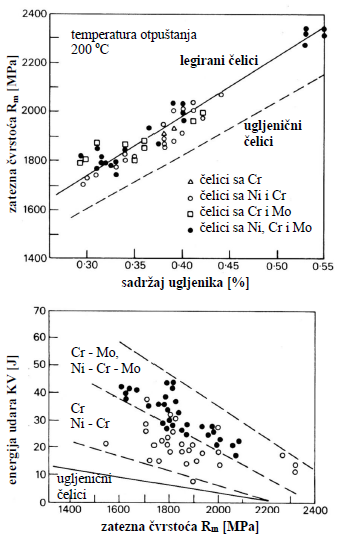 temperatura otpuštanja
200 °C
legirani čelici
ugljenični
čelici
čelici sa Cr
čelici sa Ni i Cr
čelici sa Cr i Mo
čelici sa Ni, Cr i Mo
zatezna čvrstoća Rm [MPa]
2400
2200
2000
1800
1600
1400
0·30 0·35 0·40 0·45 0·50 0·55
sadržaj ugljenika [%]
energija udara KV [J]
70
60
50
40
30
20
10
0
Cr - Mo,
Ni - Cr - Mo
Cr
Ni - Cr
ugljenični
čelici
1400 1600 1800 2000 2200 2400
zatezna čvrstoća Rm [MPa]